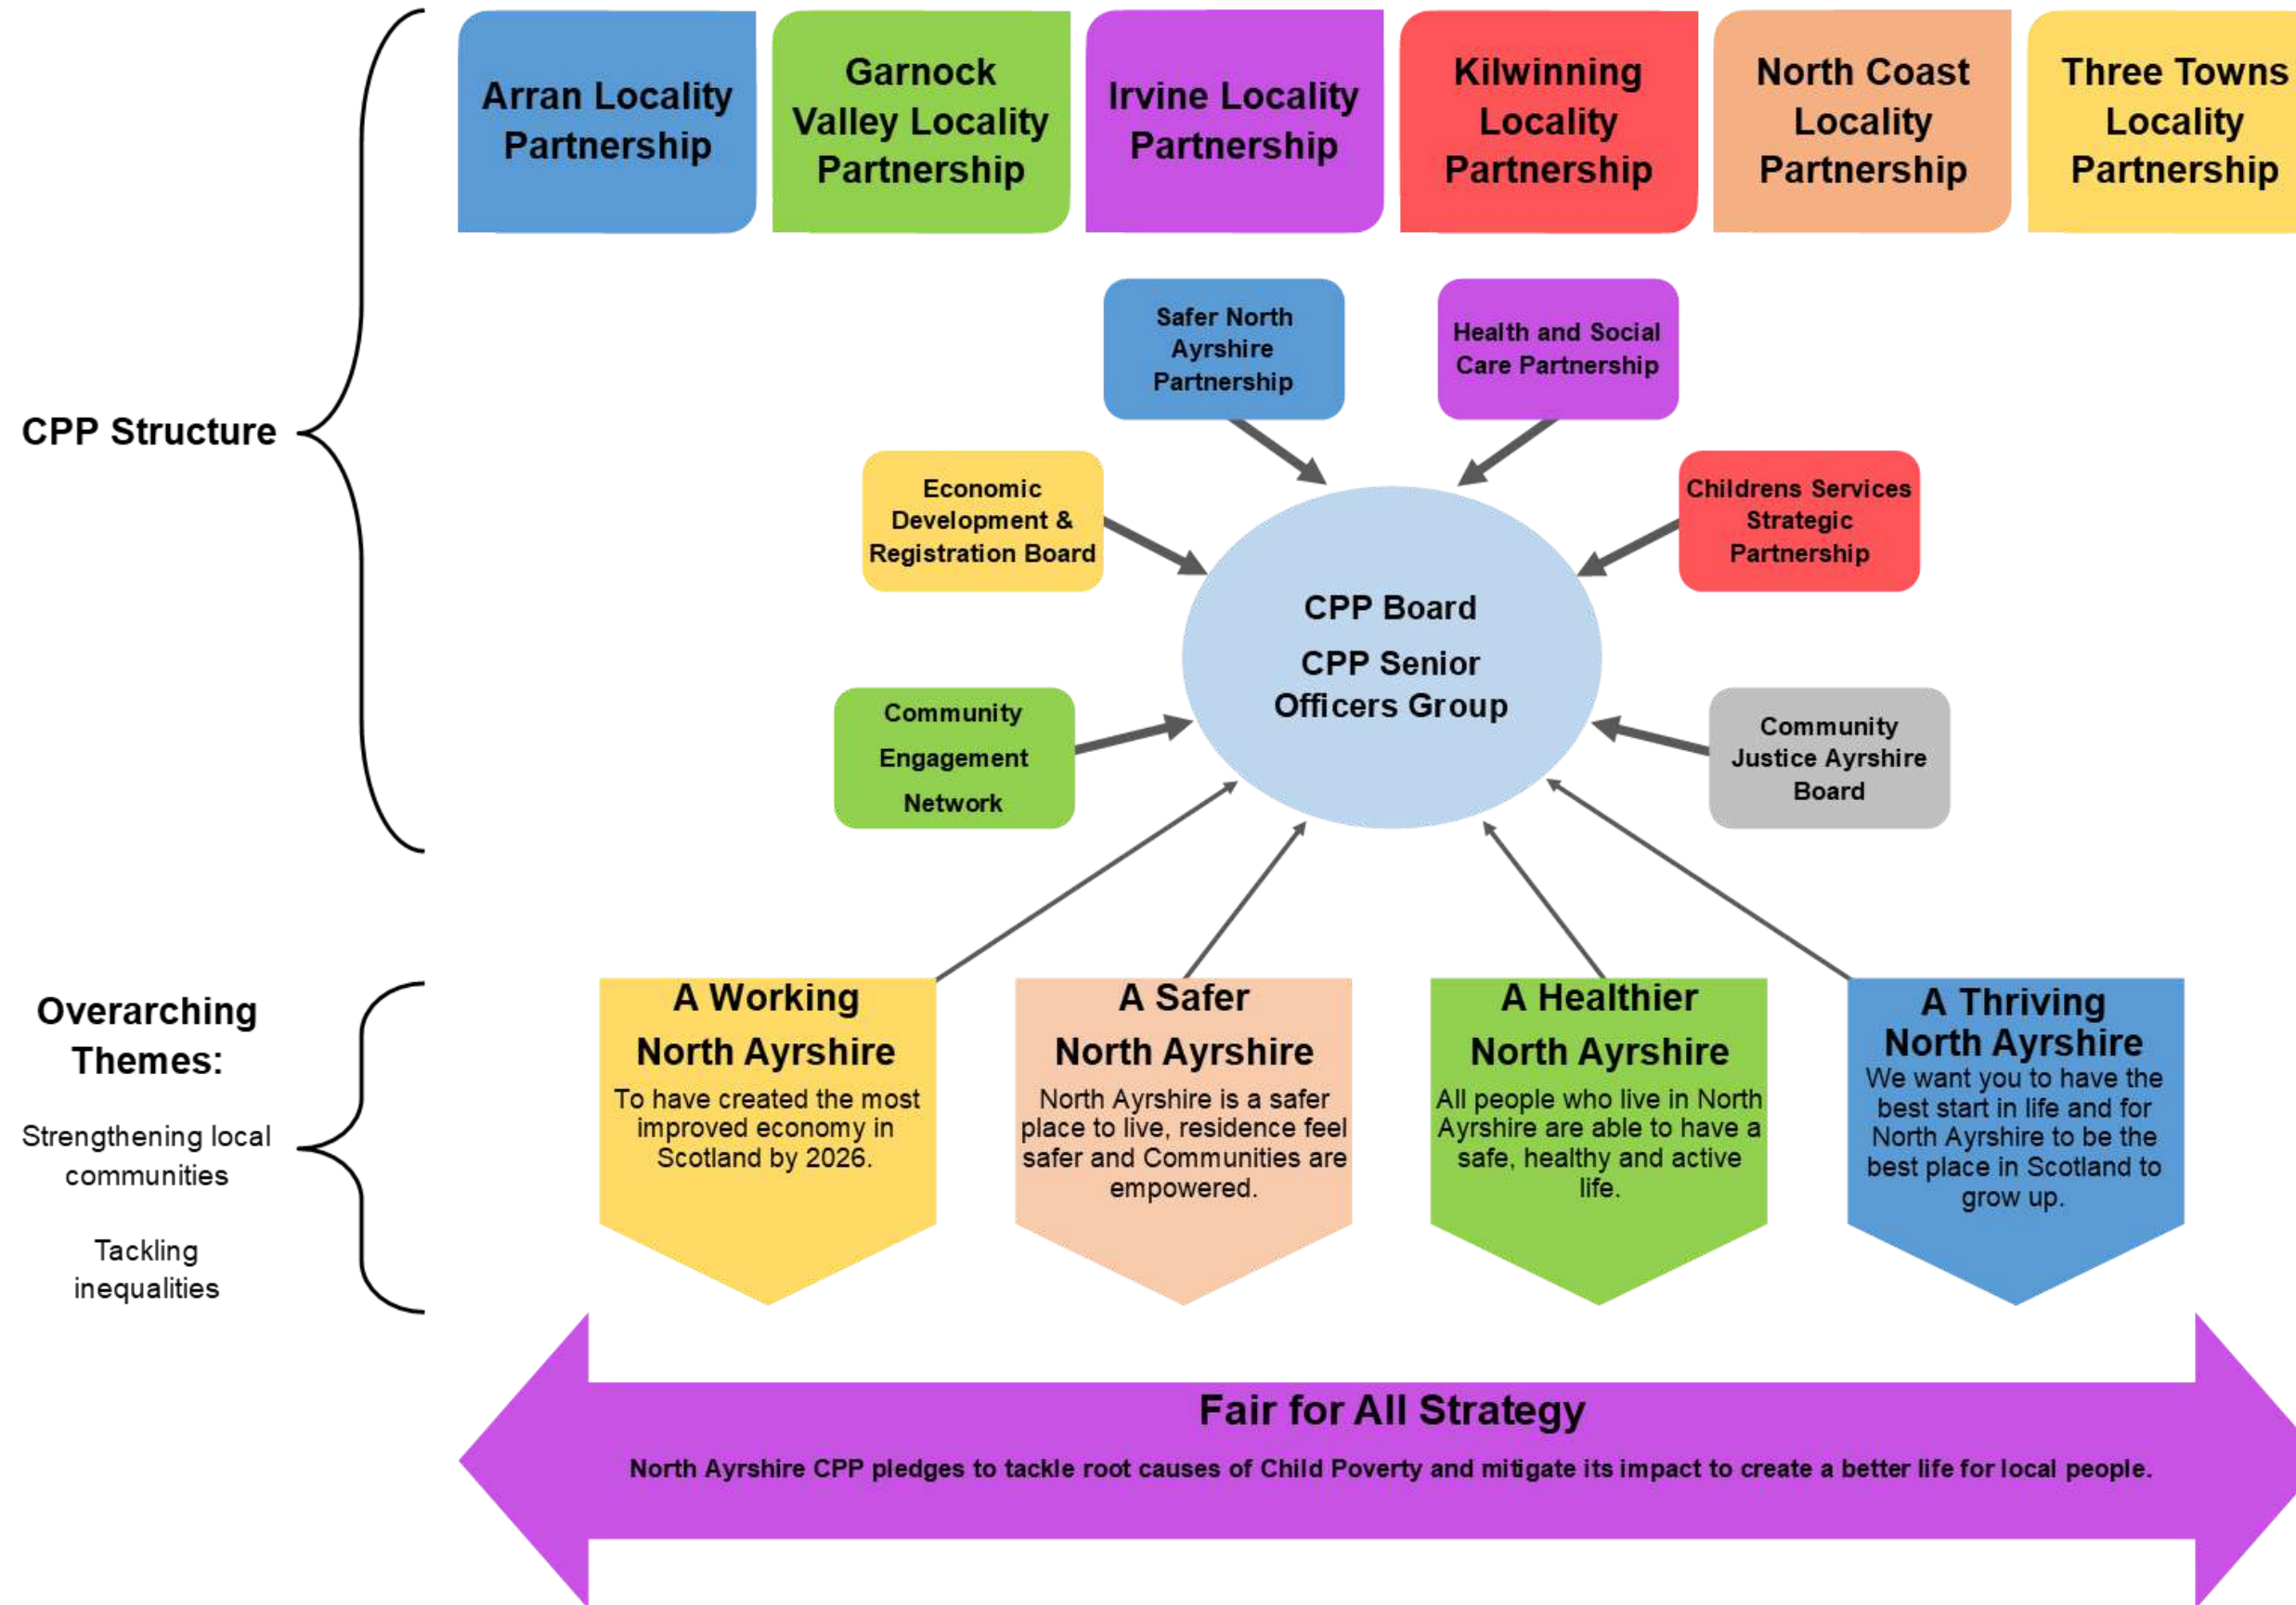 Arran Locality
Partnership
Garnock
Valley Locality
Partnership
Irvine Locality
Partnership
Kilwinning
Locality
Partnership
North Coast
Locality
Partnership
Three Towns
Locality
Partnership
CPP Structure
Safer North
Ayrshire
Partnership
Health and Social
Care Partnership
Economic
Development &
Registration Board
Childrens Services
Strategic
Partnership
CPP Board
CPP Senior
Officers Group
Community
Engagement
Network
Community
Justice Ayrshire
Board
Overarching
Themes:
Strengthening local
communities
Tackling
inequalities
A Working
North Ayrshire
To have created the most
improved economy in
Scotland by 2026.
A Safer
North Ayrshire
North Ayrshire is a safer
place to live, residence feel
safer and Communities are
empowered.
A Healthier
North Ayrshire
All people who live in North
Ayrshire are able to have a
safe, healthy and active
life.
A Thriving
North Ayrshire
We want you to have the
best start in life and for
North Ayrshire to be the
best place in Scotland to
grow up.
Fair for All Strategy
North Ayrshire CPP pledges to tackle root causes of Child Poverty and mitigate its impact to create a better life for local people.